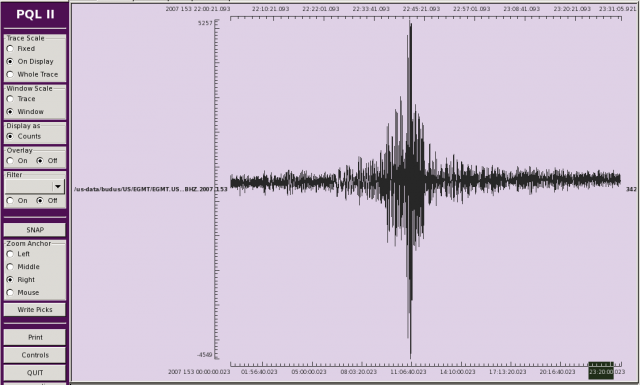 PQL II
Trace Scale
Fixed
On Display
Whole Trace
Window Scale
Trace
Window
Display as
Counts
Overlay
On Off
Filter
On Off
SNAP
Zoom Anchor
Left
Middle
Right
Mouse
Write Picks
Print
Controls
QUIT
2007 153 22:00:21.093 22:10:21.093 22:22:01.093 22:33:41.093 22:45:21.093 22:57:01.093 23:08:41.093 23:20:21.093 23:31:05.921
5257
/us-data/budus/US/EGMT/EGMT.US..BHZ.2007.153
342
-4549
2007 153 00:00:00.023 01:56:40.023 05:00:00.023 08:03:20.023 11:06:40.023 14:10:00.023 17:13:20.023 20:16:40.023 23:20:00.023